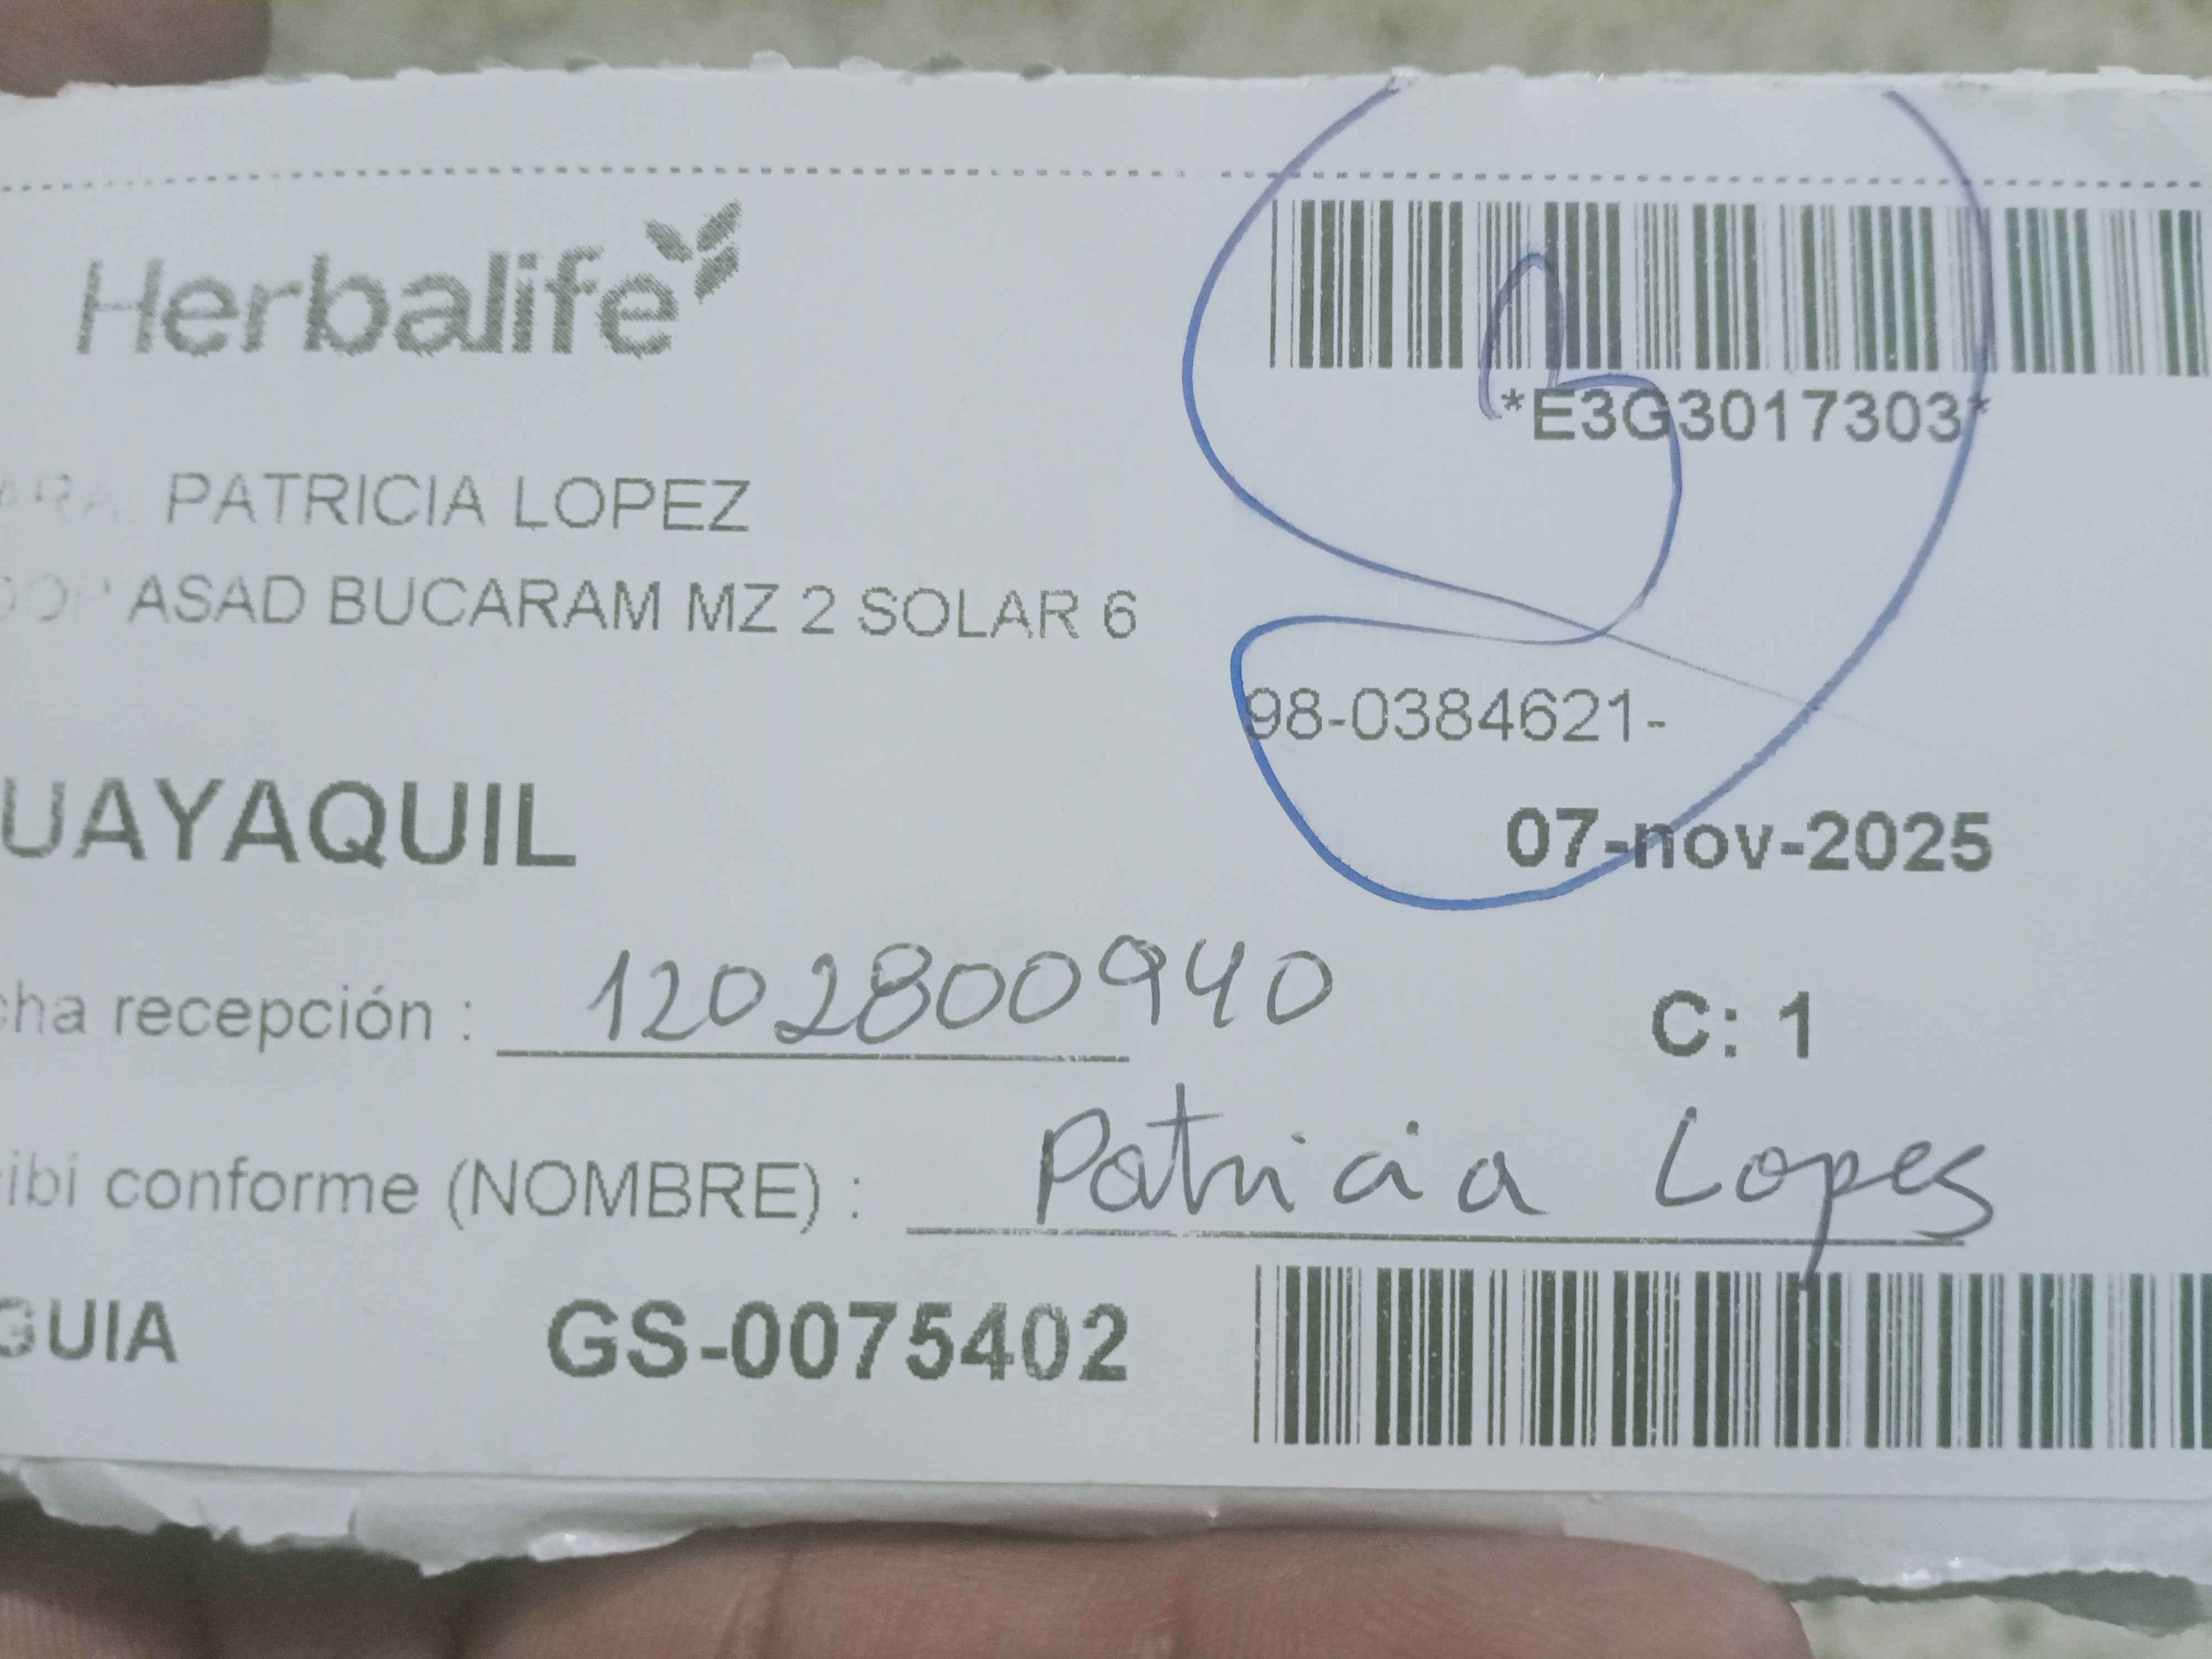 Herbalife
*E3G3017303*
PATRICIA LOPEZ
ASAD BUCARAM MZ 2 SOLAR 6
98-0384621-
UAYAQUIL
07-nov-2025
cha recepción : 1202800940
C: 1
ibi conforme (NOMBRE) : Patricia Lopes
GUIA GS-0075402